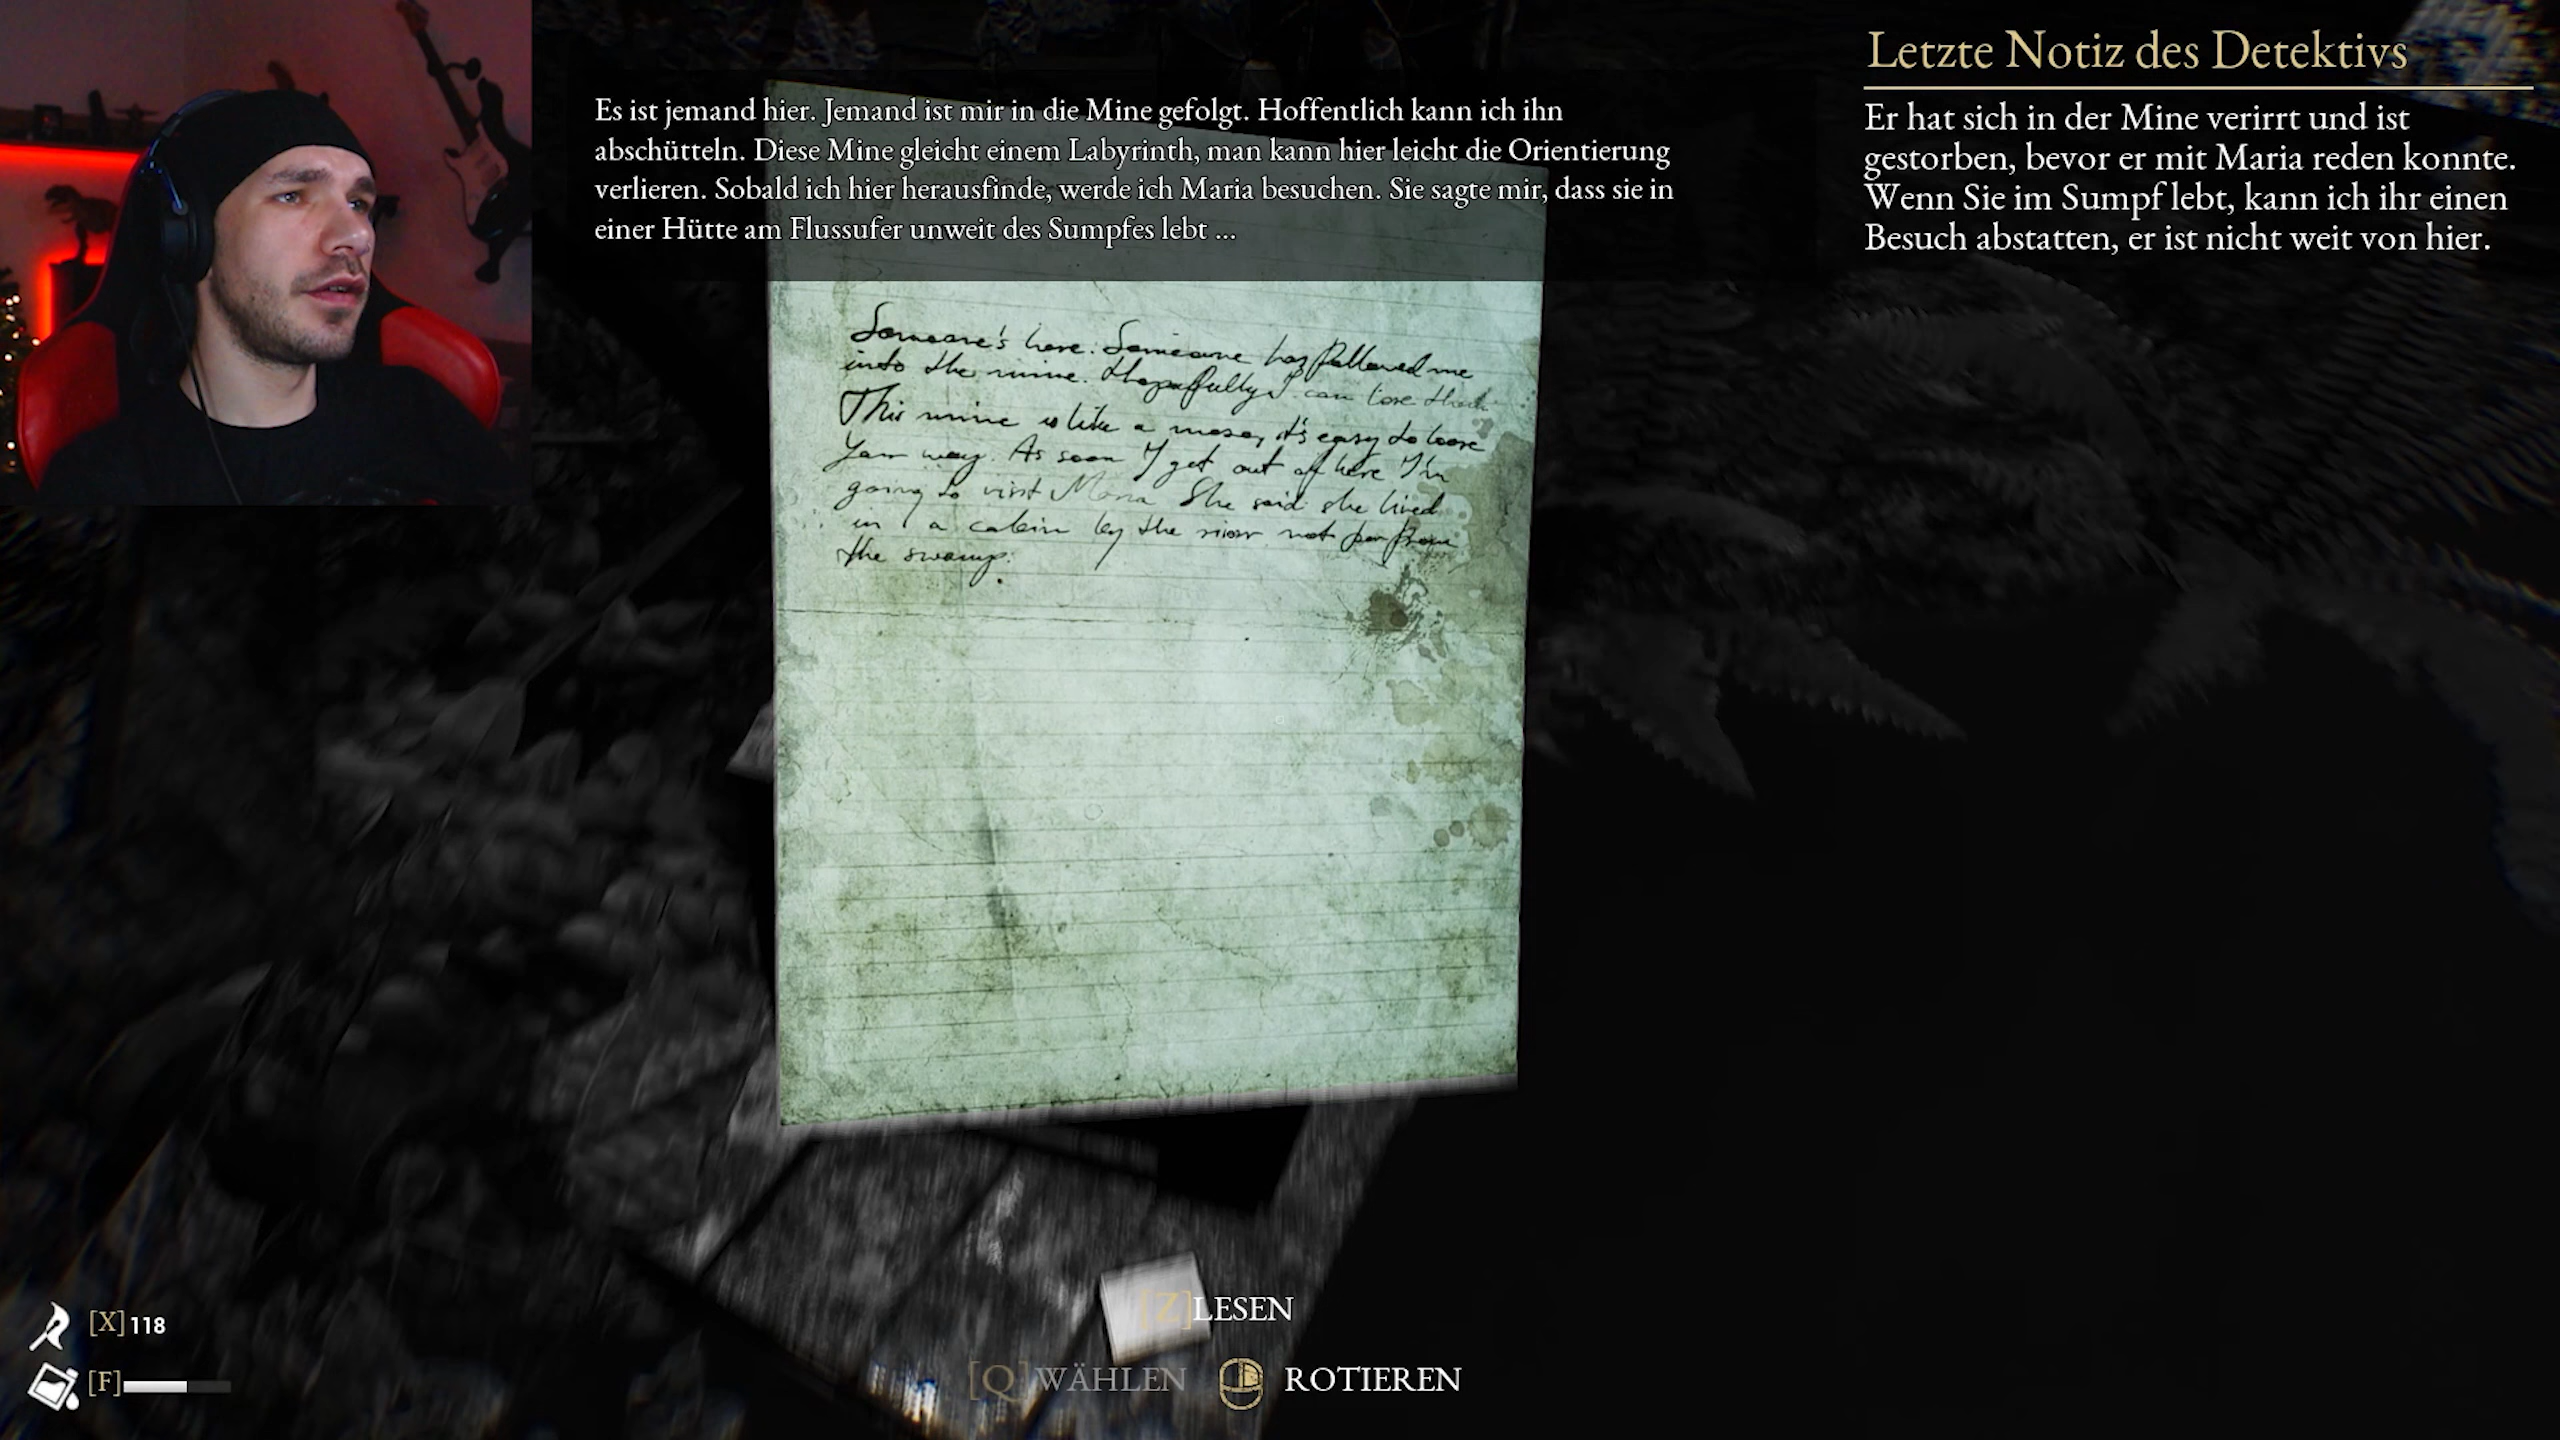 Letzte Notiz des Detektivs
Er hat sich in der Mine verirrt und ist
gestorben, bevor er mit Maria reden konnte.
Wenn Sie im Sumpf lebt, kann ich ihr einen
Besuch abstatten, er ist nicht weit von hier.
Es ist jemand hier. Jemand ist mir in die Mine gefolgt. Hoffentlich kann ich ihn
abschütteln. Diese Mine gleicht einem Labyrinth, man kann hier leicht die Orientierung
verlieren. Sobald ich hier herausfinde, werde ich Maria besuchen. Sie sagte mir, dass sie in
einer Hütte am Flussufer unweit des Sumpfes lebt ...
Someone's here. Someone has followed me
into the mine. Hopefully I can lose
This mine is like a maze, it's easy to loose
your way. As soon I get out of here I'm
going to visit Maria She said she lived
in a cabin by the river not far from
the swamp.
[X] 118
[F]
[Z] LESEN
[Q] WÄHLEN ROTIEREN